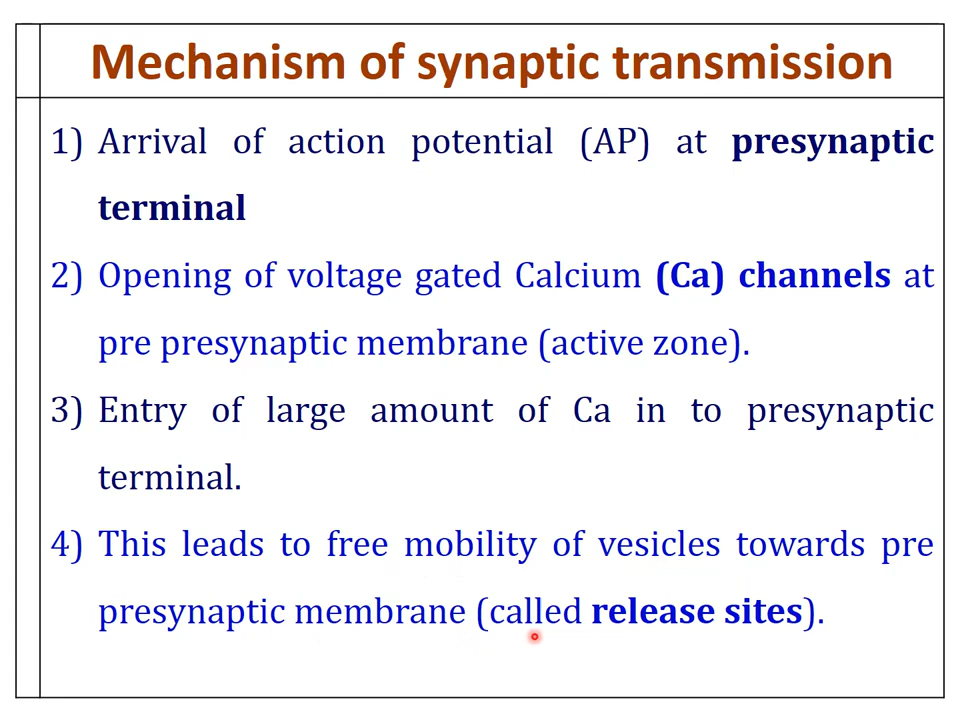 Mechanism of synaptic transmission
1) Arrival of action potential (AP) at presynaptic
terminal
2) Opening of voltage gated Calcium (Ca) channels at
pre presynaptic membrane (active zone).
3) Entry of large amount of Ca in to presynaptic
terminal.
4) This leads to free mobility of vesicles towards pre
presynaptic membrane (called release sites).